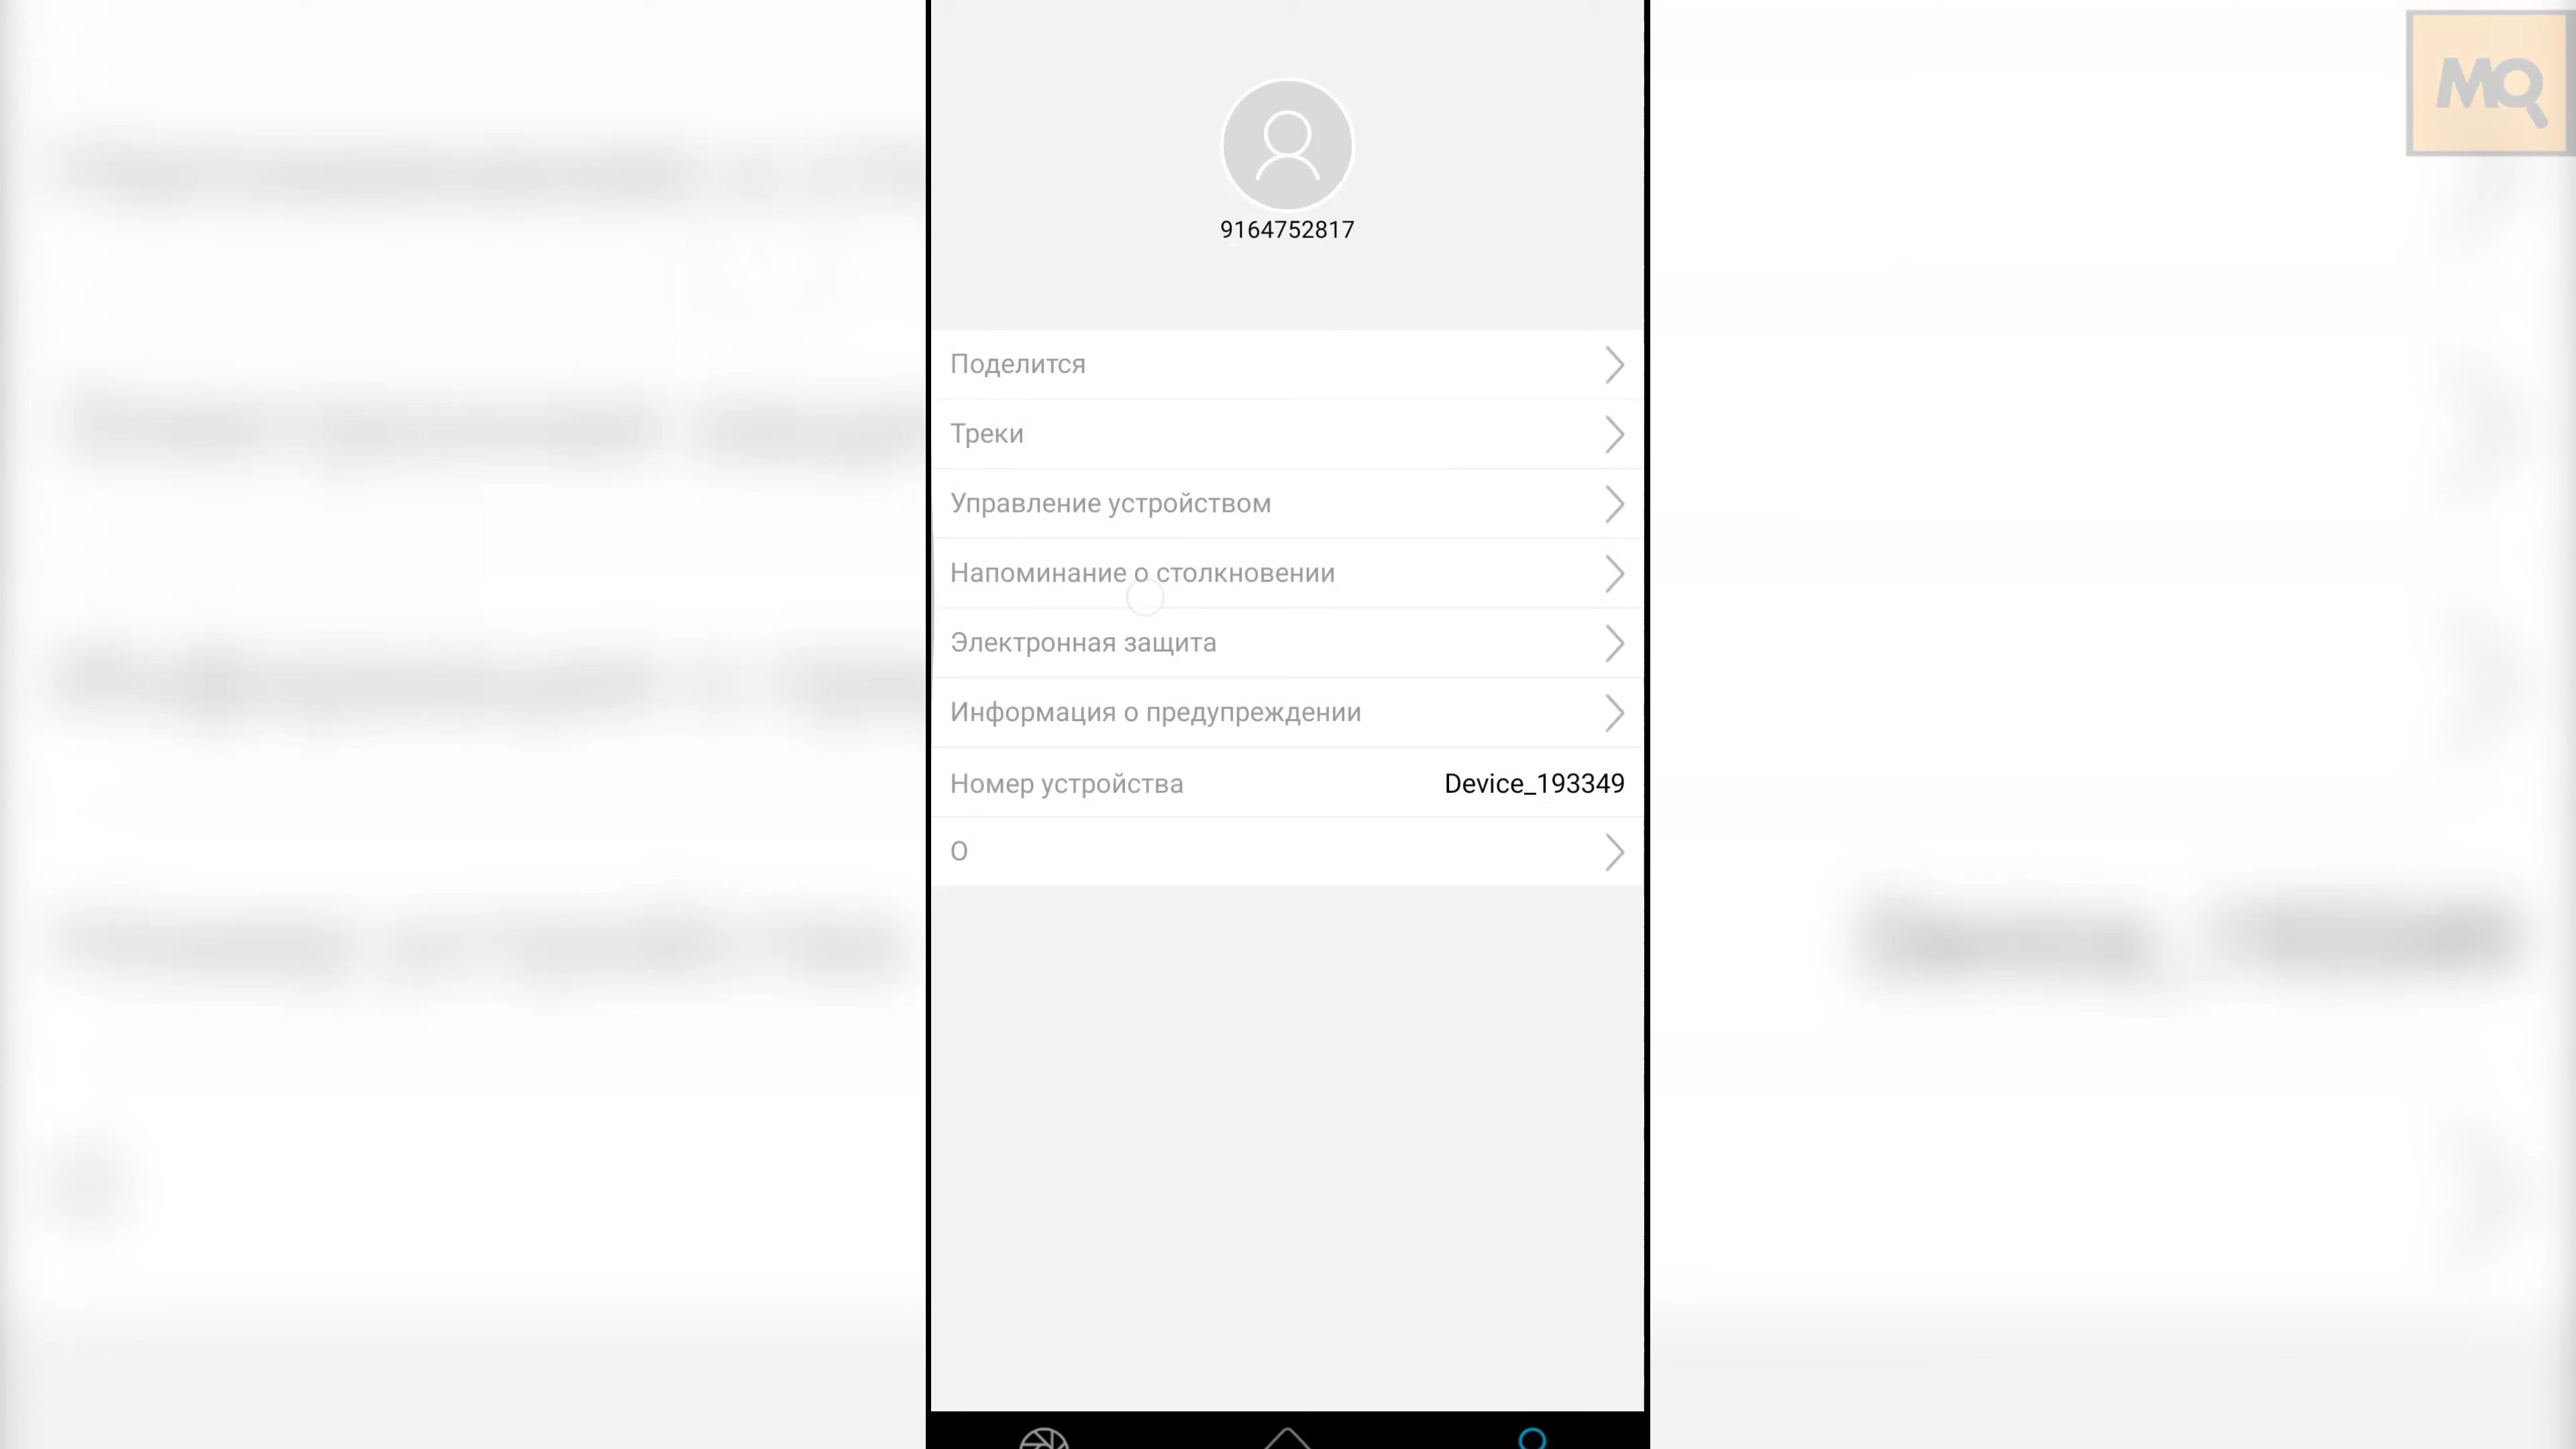 MQ
9164752817
Поделится
Треки
Управление устройством
Напоминание о столкновении
Электронная защита
Информация о предупреждении
Номер устройства Device_193349
О